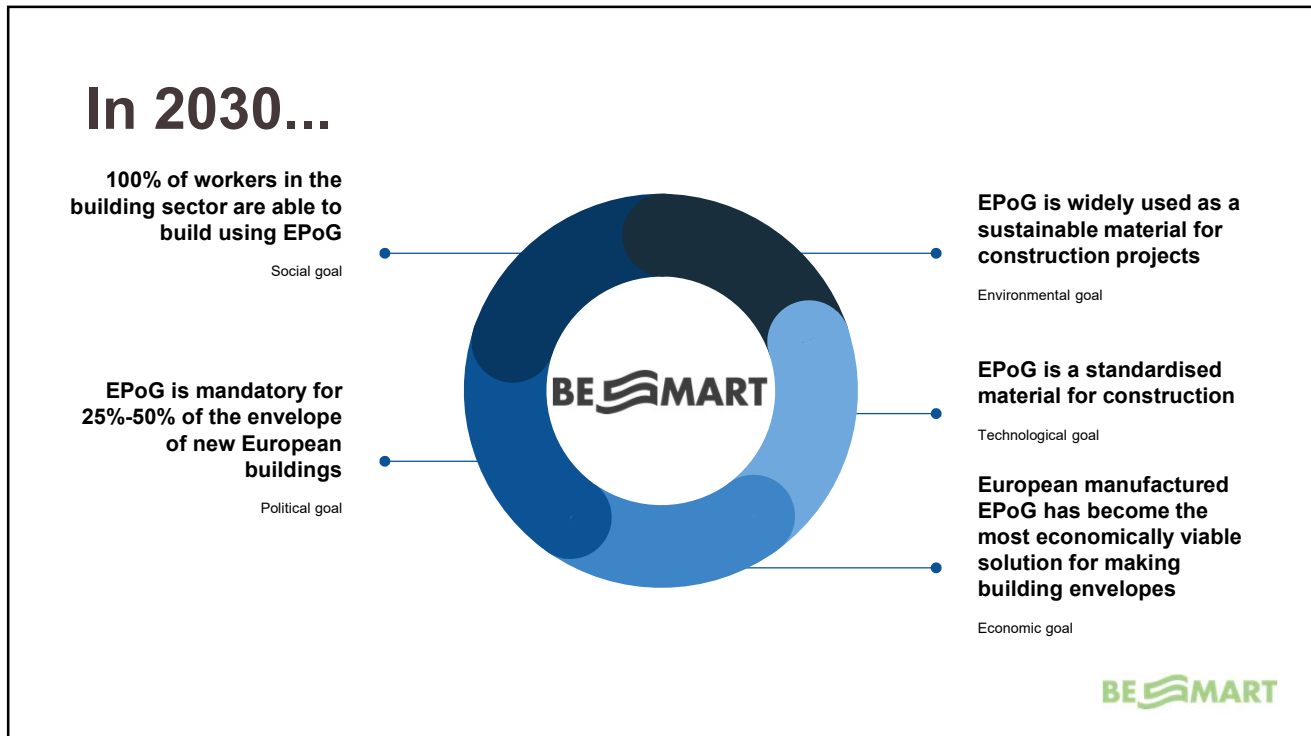 In 2030...
100% of workers in the
building sector are able to
build using EPoG
Social goal
EPoG is mandatory for
25%-50% of the envelope
of new European
buildings
Political goal
BE SMART
EPoG is widely used as a
sustainable material for
construction projects
Environmental goal
EPoG is a standardised
material for construction
Technological goal
European manufactured
EPoG has become the
most economically viable
solution for making
building envelopes
Economic goal
BE SMART